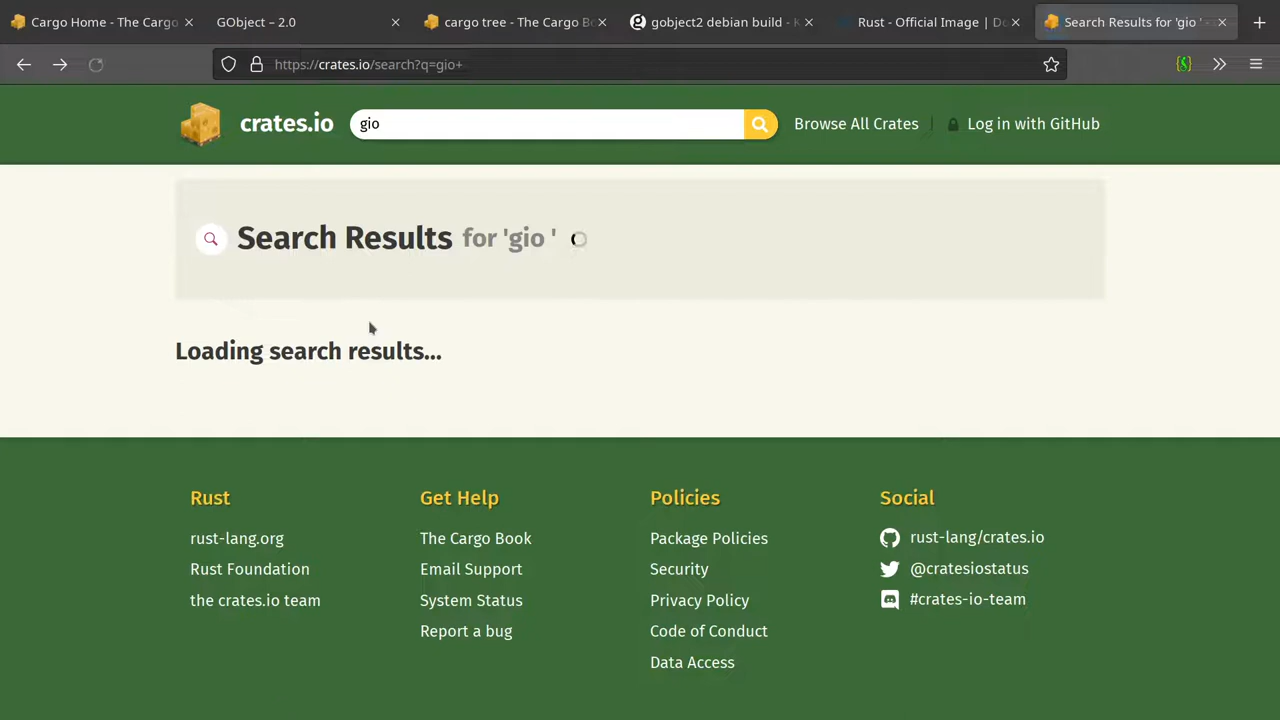 Cargo Home - The Cargo
GObject – 2.0
cargo tree - The Cargo B
gobject2 debian build -
Rust - Official Image |
Search Results for 'gio ' -
https://crates.io/search?q=gio+
crates.io
gio
Browse All Crates
Log in with GitHub
Search Results for 'gio '
Loading search results...
Rust
rust-lang.org
Rust Foundation
the crates.io team
Get Help
The Cargo Book
Email Support
System Status
Report a bug
Policies
Package Policies
Security
Privacy Policy
Code of Conduct
Data Access
Social
rust-lang/crates.io
@cratesiostatus
#crates-io-team